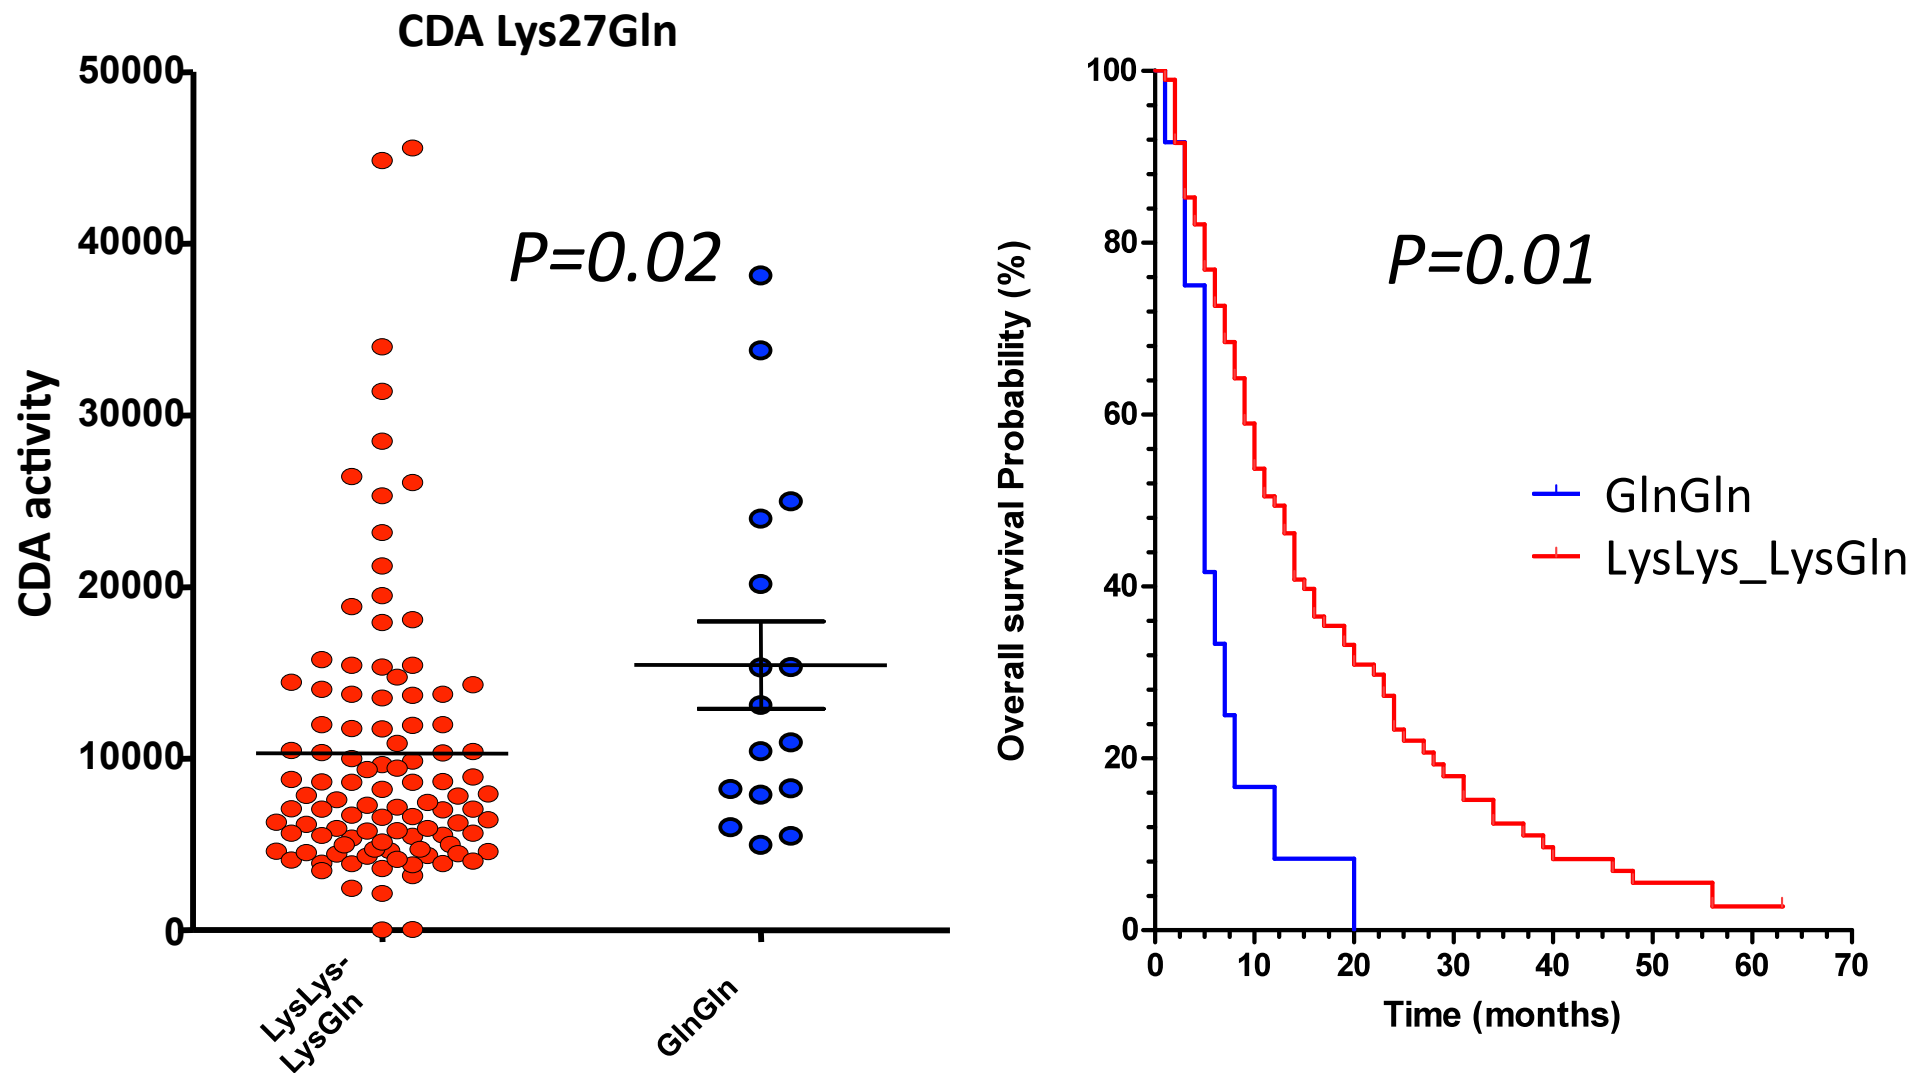 CDA Lys27Gln
50000
40000
30000
20000
10000
0
CDA activity
P=0.02
LysLys-
LysGln
GlnGln
100
80
60
40
20
0
Overall survival Probability (%)
P=0.01
GlnGln
LysLys_LysGln
0 10 20 30 40 50 60 70
Time (months)